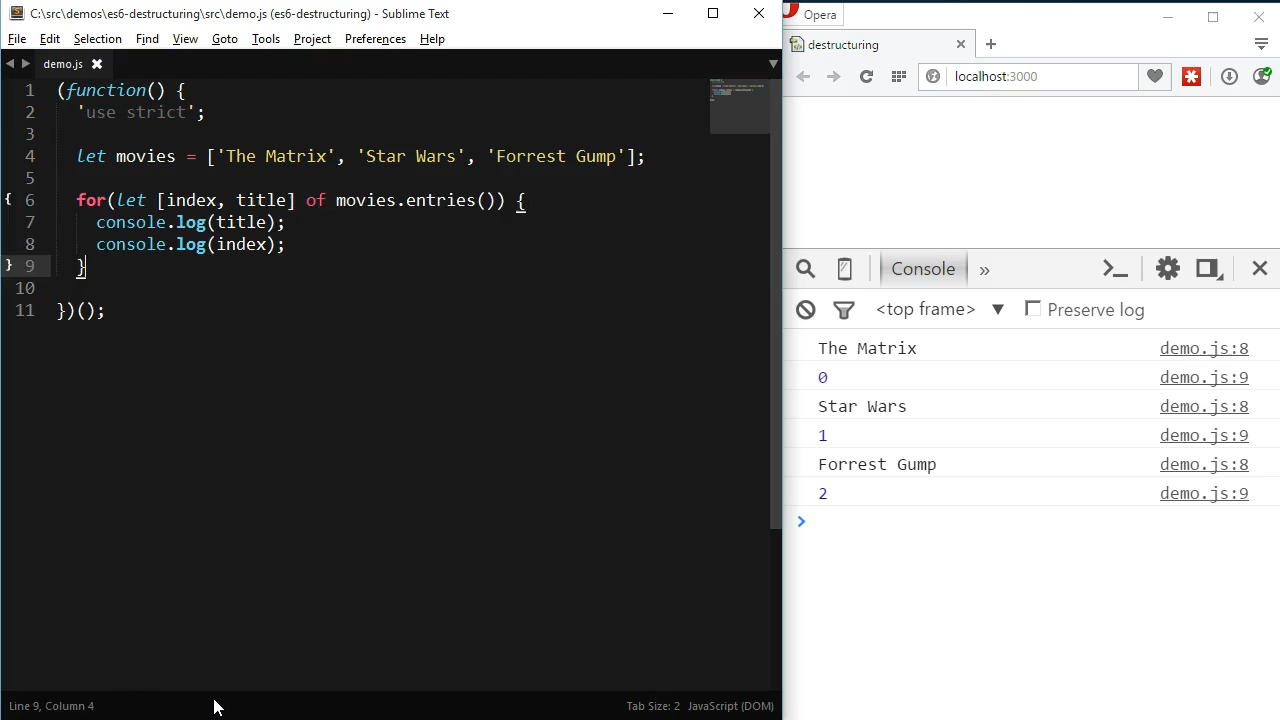 C:\src\demos\es6-destructuring\src\demo.js (es6-destructuring) - Sublime Text
File Edit Selection Find View Goto Tools Project Preferences Help
demo.js
1 (function() {
2 'use strict';
3
4 let movies = ['The Matrix', 'Star Wars', 'Forrest Gump'];
5
6 for(let [index, title] of movies.entries()) {
7 console.log(title);
8 console.log(index);
9 }
10
11 })();
Line 9, Column 4
Tab Size: 2 JavaScript (DOM)
Opera
destructuring
localhost:3000
Console »
<top frame> ▼ Preserve log
The Matrix demo.js:8
0 demo.js:9
Star Wars demo.js:8
1 demo.js:9
Forrest Gump demo.js:8
2 demo.js:9